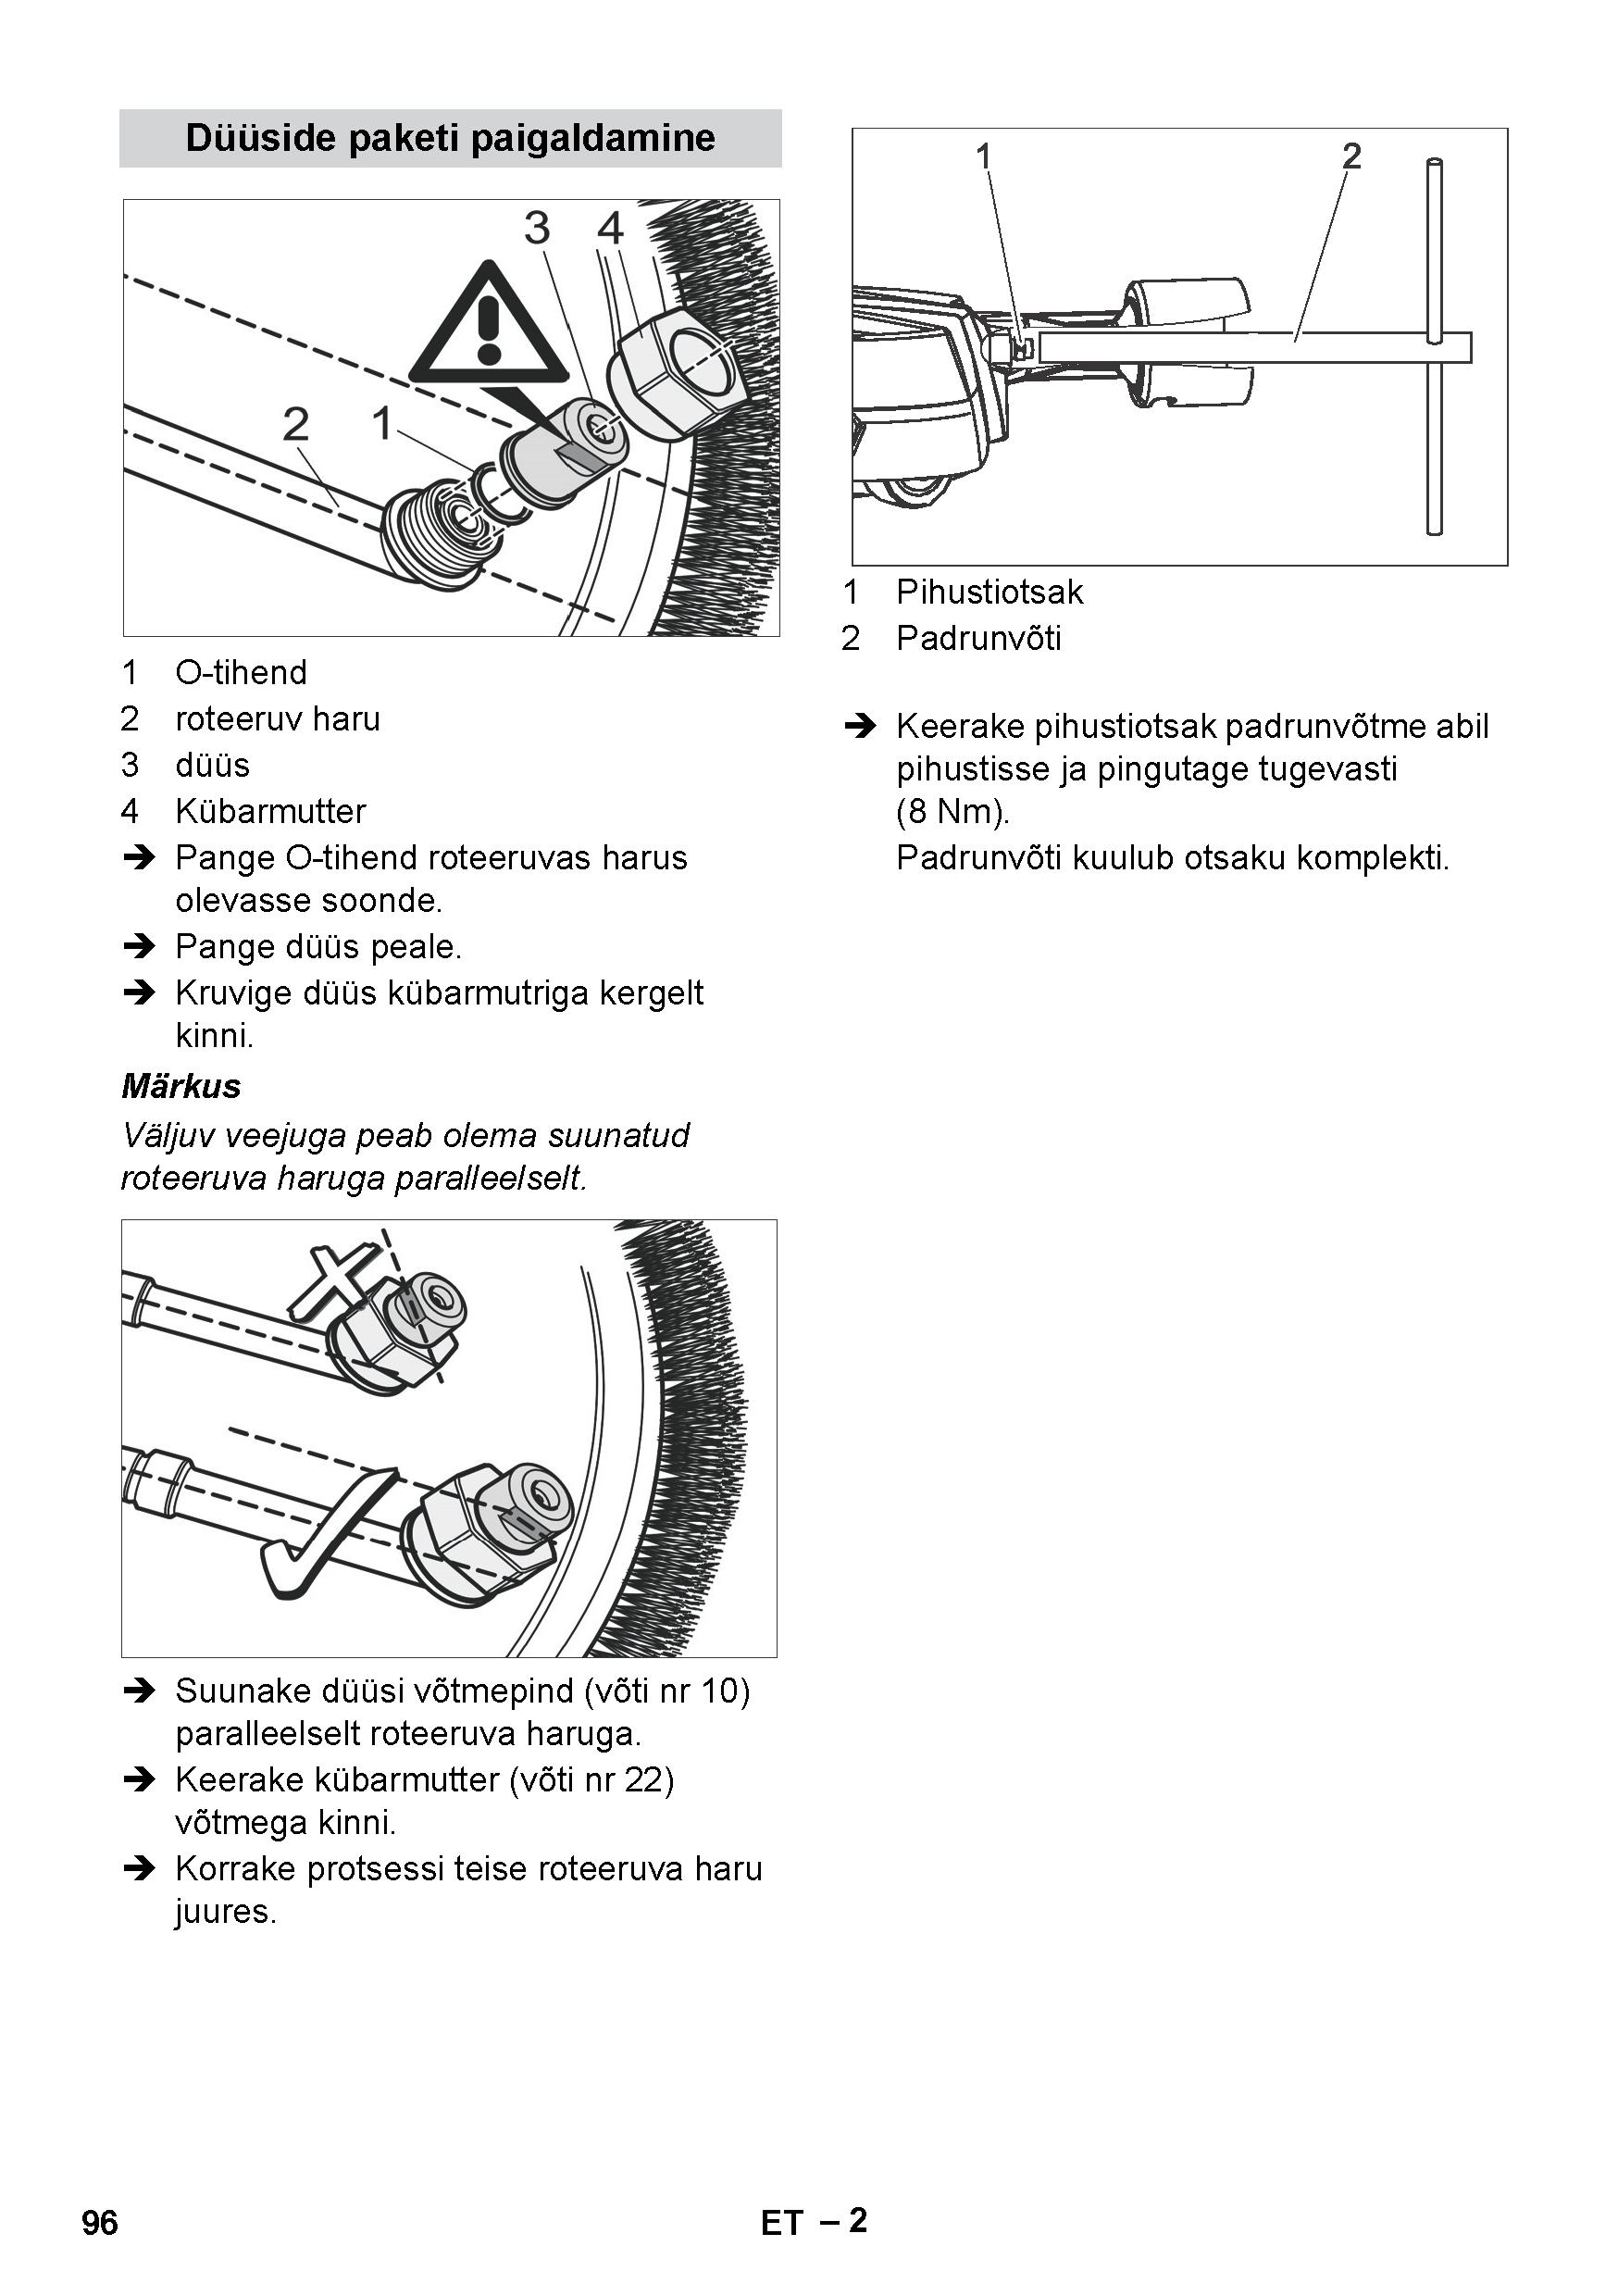 Düüside paketi paigaldamine
3 4
2 1
1 O-tihend
2 roteeruv haru
3 düüs
4 Kübarmutter
➔ Pange O-tihend roteeruvas harus
olevasse soonde.
➔ Pange düüs peale.
➔ Kruvige düüs kübarmutriga kergelt
kinni.
Märkus
Väljuv veejuga peab olema suunatud
roteeruva haruga paralleelselt.
➔ Suunake düüsi võtmepind (võti nr 10)
paralleelselt roteeruva haruga.
➔ Keerake kübarmutter (võti nr 22)
võtmega kinni.
➔ Korrake protsessi teise roteeruva haru
juures.
1 2
1 Pihustiotsak
2 Padrunvõti
➔ Keerake pihustiotsak padrunvõtme abil
pihustisse ja pingutage tugevasti
(8 Nm).
Padrunvõti kuulub otsaku komplekti.
96 ET – 2